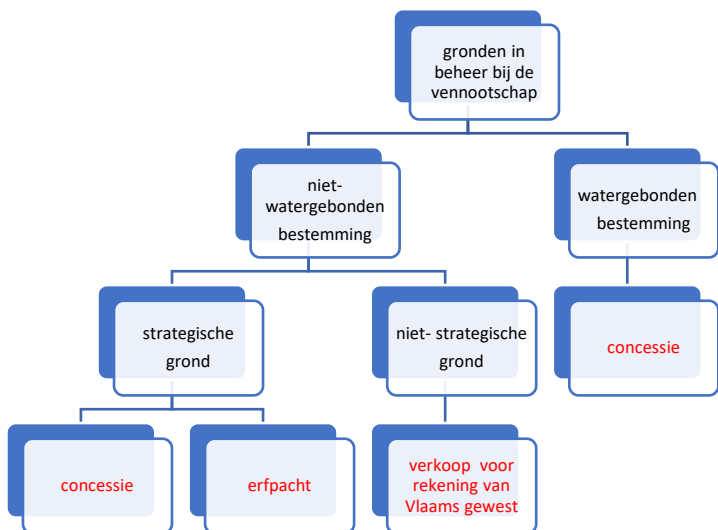 gronden in
beheer bij de
vennootschap
niet-
watergebonden
bestemming
watergebonden
bestemming
strategische
grond
niet- strategische
grond
concessie
concessie
erfpacht
verkoop voor
rekening van
Vlaams gewest